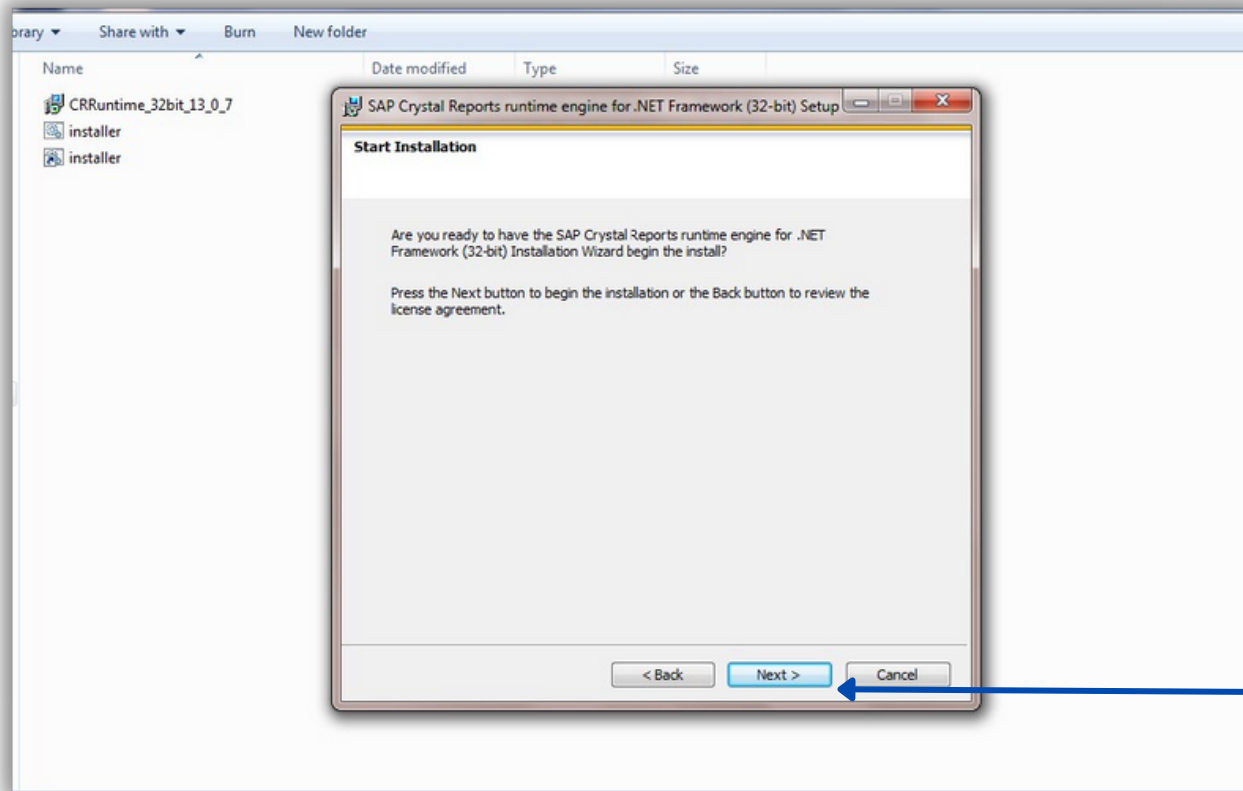 Share with Burn New folder
Name Date modified Type Size
CRRuntime_32bit_13_0_7
installer
installer
SAP Crystal Reports runtime engine for .NET Framework (32-bit) Setup
Start Installation
Are you ready to have the SAP Crystal Reports runtime engine for .NET
Framework (32-bit) Installation Wizard begin the install?
Press the Next button to begin the installation or the Back button to review the
license agreement.
< Back Next > Cancel